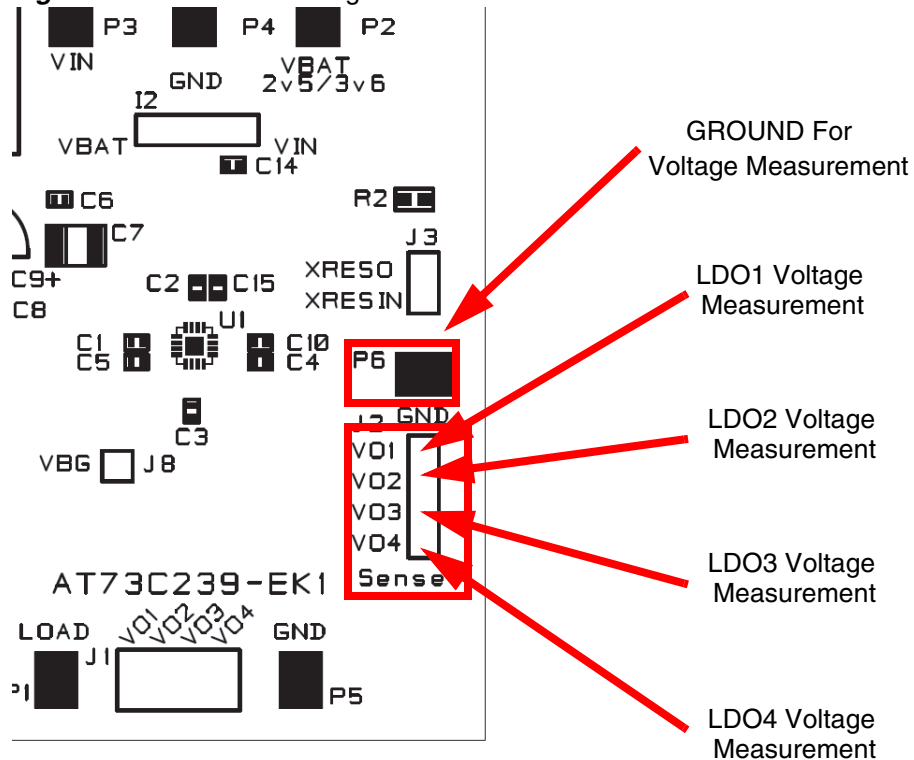 P3 P4 P2
VIN GND VBAT
2v5/3v6
I2
VBAT VIN
C14
GROUND For
Voltage Measurement
C6
R2
C7
J3
C9+
C8
C2 C15
XRESO
XRESIN
LDO1 Voltage
Measurement
U1
C1 C10
C5 C4
P6
GND
J2
C3
VO1
VO2
VO3
VO4
Sense
LDO2 Voltage
Measurement
VBG J8
LDO3 Voltage
Measurement
AT73C239-EK1
LOAD VO1 VO2 VO3 VO4 GND
J1
P1 P5
LDO4 Voltage
Measurement